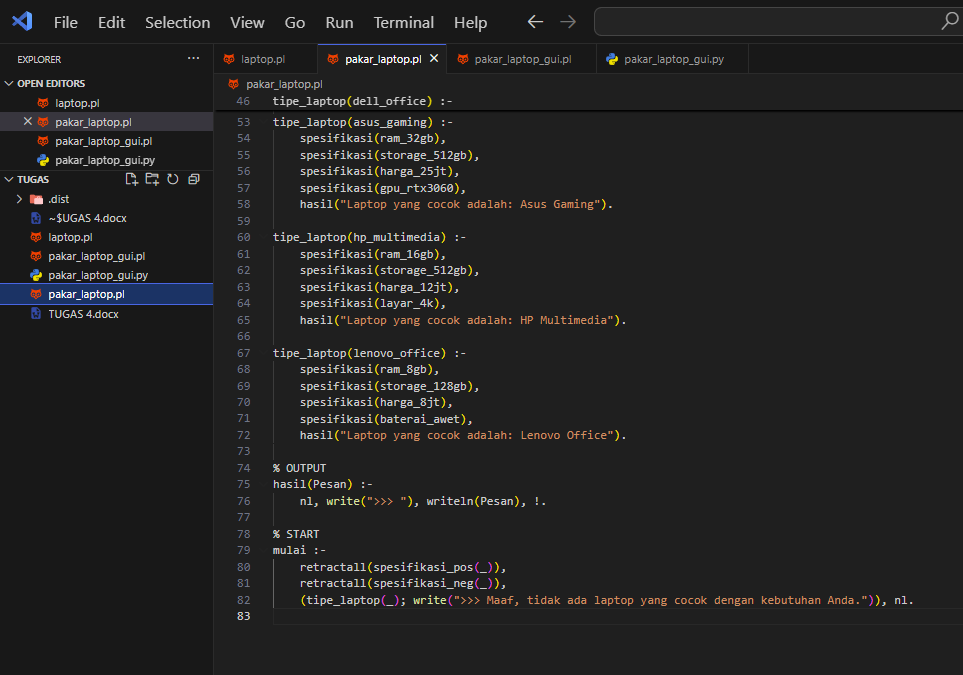 File Edit Selection View Go Run Terminal Help
EXPLORER ...
laptop.pl pakar_laptop.pl pakar_laptop_gui.pl pakar_laptop_gui.py
OPEN EDITORS
laptop.pl
pakar_laptop.pl
pakar_laptop_gui.pl
pakar_laptop_gui.py
TUGAS
.dist
~$UGAS 4.docx
laptop.pl
pakar_laptop_gui.pl
pakar_laptop_gui.py
pakar_laptop.pl
TUGAS 4.docx
pakar_laptop.pl
46 tipe_laptop(dell_office) :-
53 tipe_laptop(asus_gaming) :-
54     spesifikasi(ram_32gb),
55     spesifikasi(storage_512gb),
56     spesifikasi(harga_25jt),
57     spesifikasi(gpu_rtx3060),
58     hasil("Laptop yang cocok adalah: Asus Gaming").
59
60 tipe_laptop(hp_multimedia) :-
61     spesifikasi(ram_16gb),
62     spesifikasi(storage_512gb),
63     spesifikasi(harga_12jt),
64     spesifikasi(layar_4k),
65     hasil("Laptop yang cocok adalah: HP Multimedia").
66
67 tipe_laptop(lenovo_office) :-
68     spesifikasi(ram_8gb),
69     spesifikasi(storage_128gb),
70     spesifikasi(harga_8jt),
71     spesifikasi(baterai_awet),
72     hasil("Laptop yang cocok adalah: Lenovo Office").
73
74 % OUTPUT
75 hasil(Pesan) :-
76     nl, write(">>> "), writeln(Pesan), !.
77
78 % START
79 mulai :-
80     retractall(spesifikasi_pos(_)),
81     retractall(spesifikasi_neg(_)),
82     (tipe_laptop(_); write(">>> Maaf, tidak ada laptop yang cocok dengan kebutuhan Anda.")), nl.
83